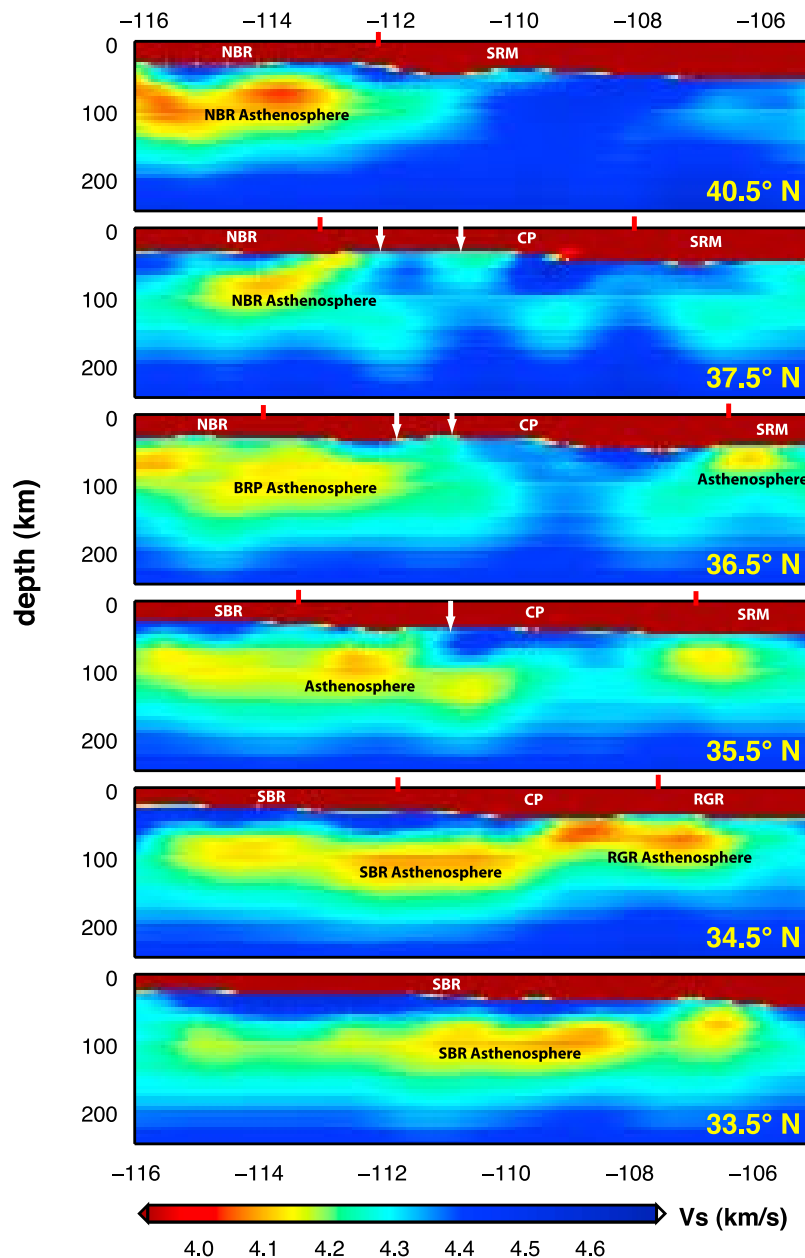 −116 −114 −112 −110 −108 −106
0 NBR SRM
100 NBR Asthenosphere
200 40.5° N
0 NBR CP SRM
100 NBR Asthenosphere
200 37.5° N
0 NBR CP SRM
100 BRP Asthenosphere Asthenosphere
200 36.5° N
0 SBR CP SRM
100 Asthenosphere
200 35.5° N
0 SBR CP RGR
100 SBR Asthenosphere RGR Asthenosphere
200 34.5° N
0 SBR
100 SBR Asthenosphere
200 33.5° N
depth (km)
−116 −114 −112 −110 −108 −106
Vs (km/s)
4.0 4.1 4.2 4.3 4.4 4.5 4.6